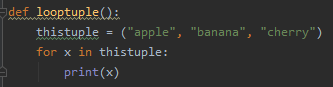 def looptuple():
    thistuple = ("apple", "banana", "cherry")
    for x in thistuple:
        print(x)